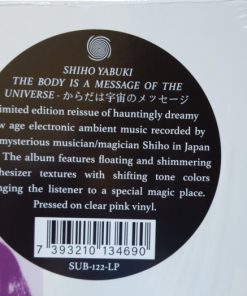 SHIHO YABUKI
THE BODY IS A MESSAGE OF THE
UNIVERSE - からだは宇宙のメッセージ
imited edition reissue of hauntingly dreamy
w age electronic ambient music recorded by
mysterious musician/magician Shiho in Japan
The album features floating and shimmering
hesizer textures with shifting tone colors
nging the listener to a special magic place.
Pressed on clear pink vinyl.
7 393210 134690
SUB-122-LP